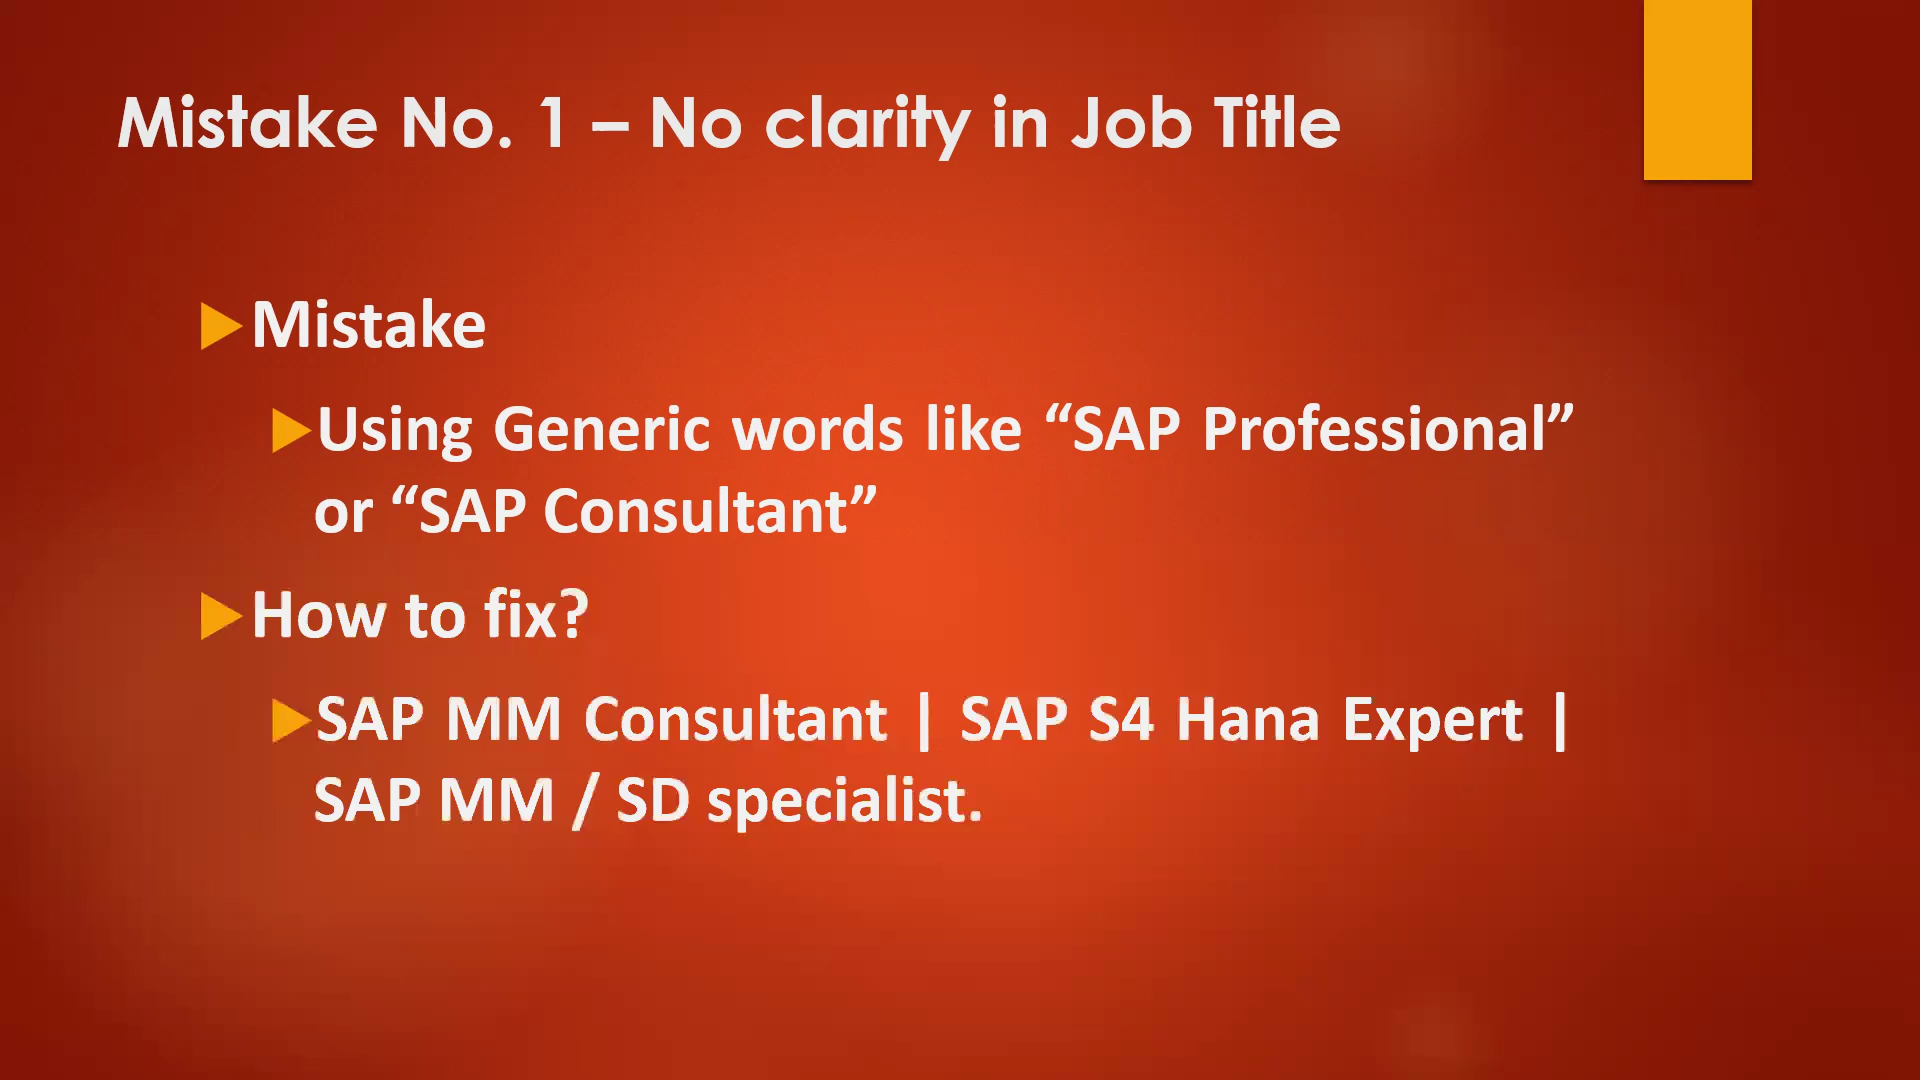 Mistake No. 1 – No clarity in Job Title
Mistake
Using Generic words like “SAP Professional”
or “SAP Consultant”
How to fix?
SAP MM Consultant | SAP S4 Hana Expert |
SAP MM / SD specialist.